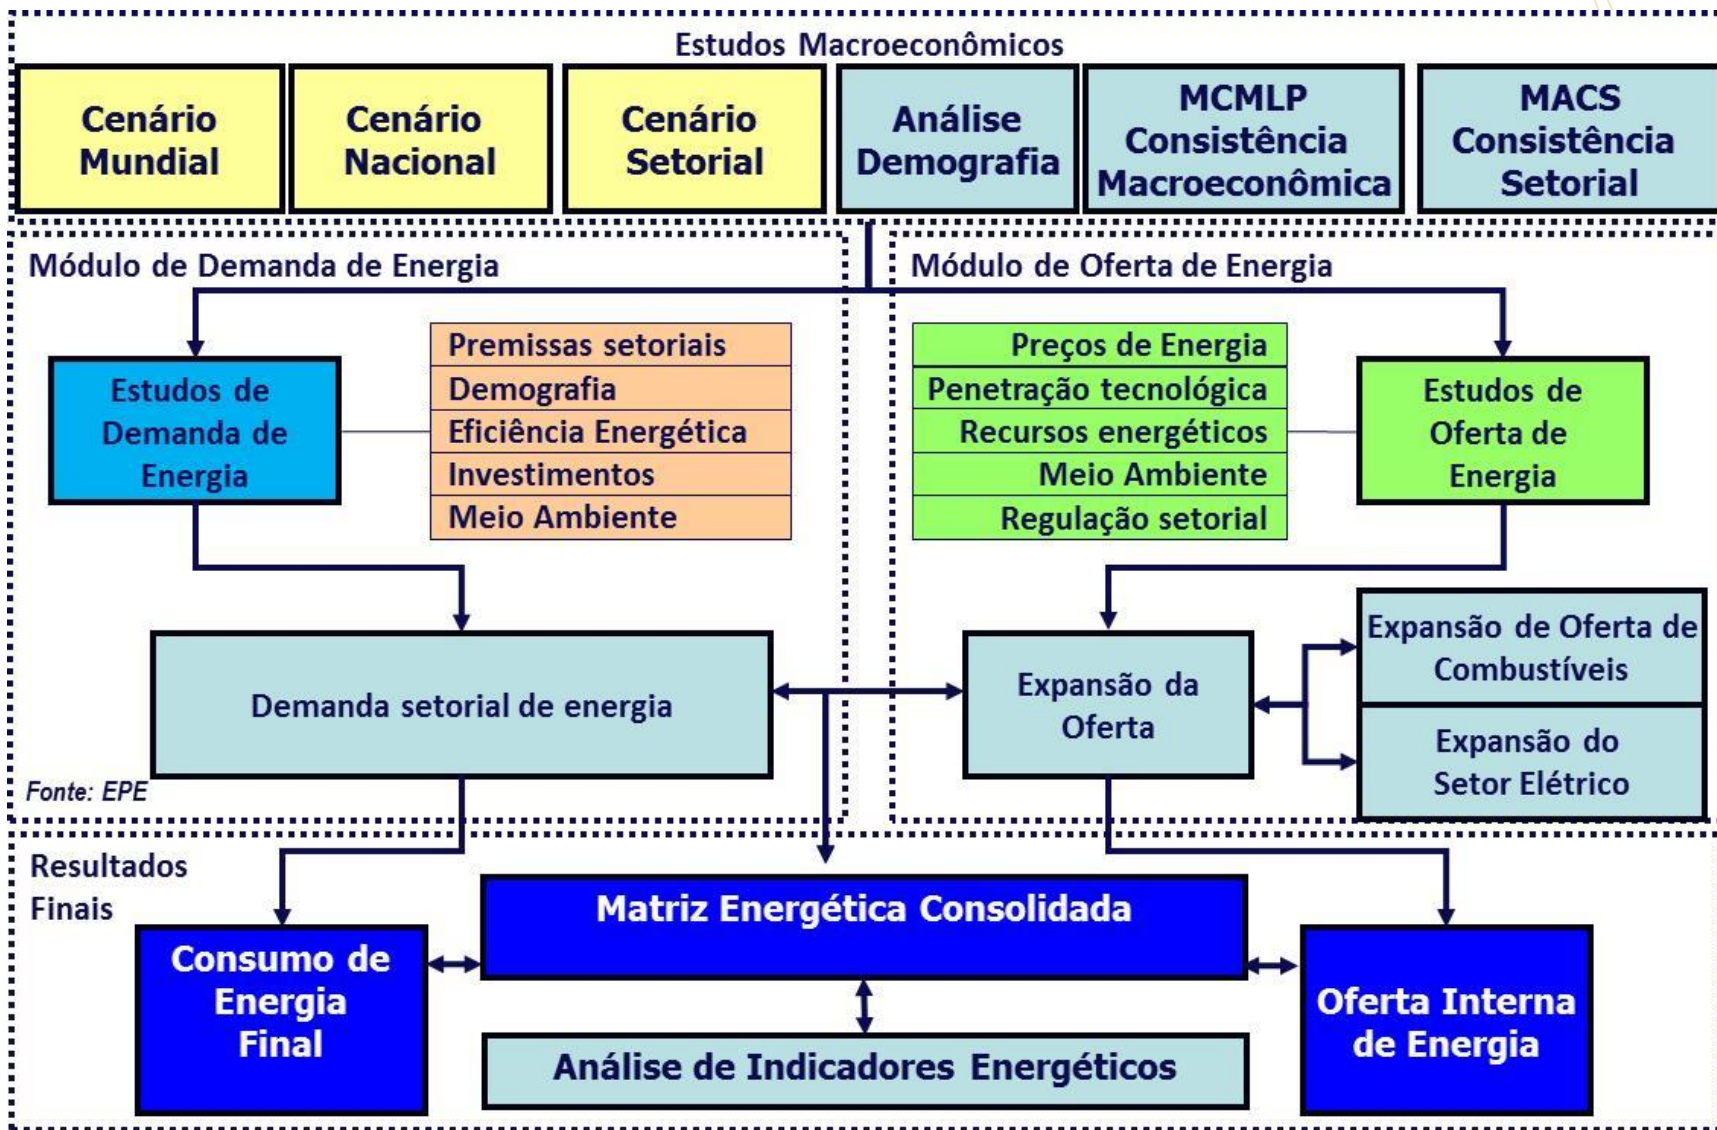 Estudos Macroeconômicos
Cenário
Mundial
Cenário
Nacional
Cenário
Setorial
Análise
Demografia
MCMLP
Consistência
Macroeconômica
MACS
Consistência
Setorial
Módulo de Demanda de Energia
Módulo de Oferta de Energia
Estudos de
Demanda de
Energia
Premissas setoriais
Demografia
Eficiência Energética
Investimentos
Meio Ambiente
Preços de Energia
Penetração tecnológica
Recursos energéticos
Meio Ambiente
Regulação setorial
Estudos de
Oferta de
Energia
Demanda setorial de energia
Expansão da
Oferta
Expansão de Oferta de
Combustíveis
Expansão do
Setor Elétrico
Fonte: EPE
Resultados
Finais
Consumo de
Energia
Final
Matriz Energética Consolidada
Análise de Indicadores Energéticos
Oferta Interna
de Energia